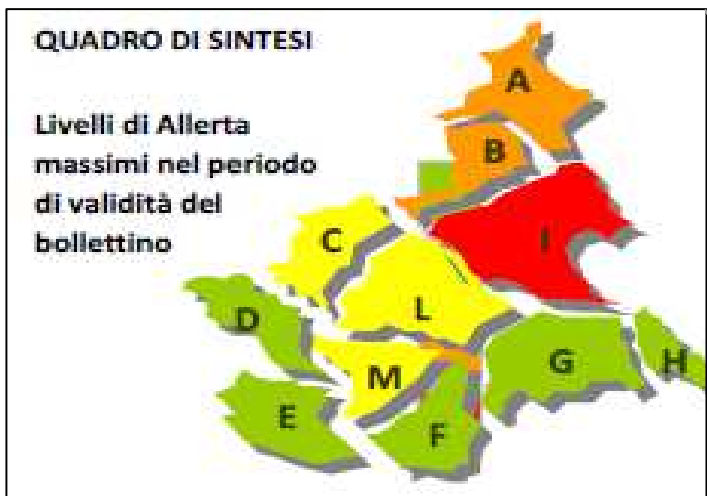 QUADRO DI SINTESI
Livelli di Allerta
massimi nel periodo
di validità del
bollettino
A
B
C
I
D
L
M
G
H
E
F